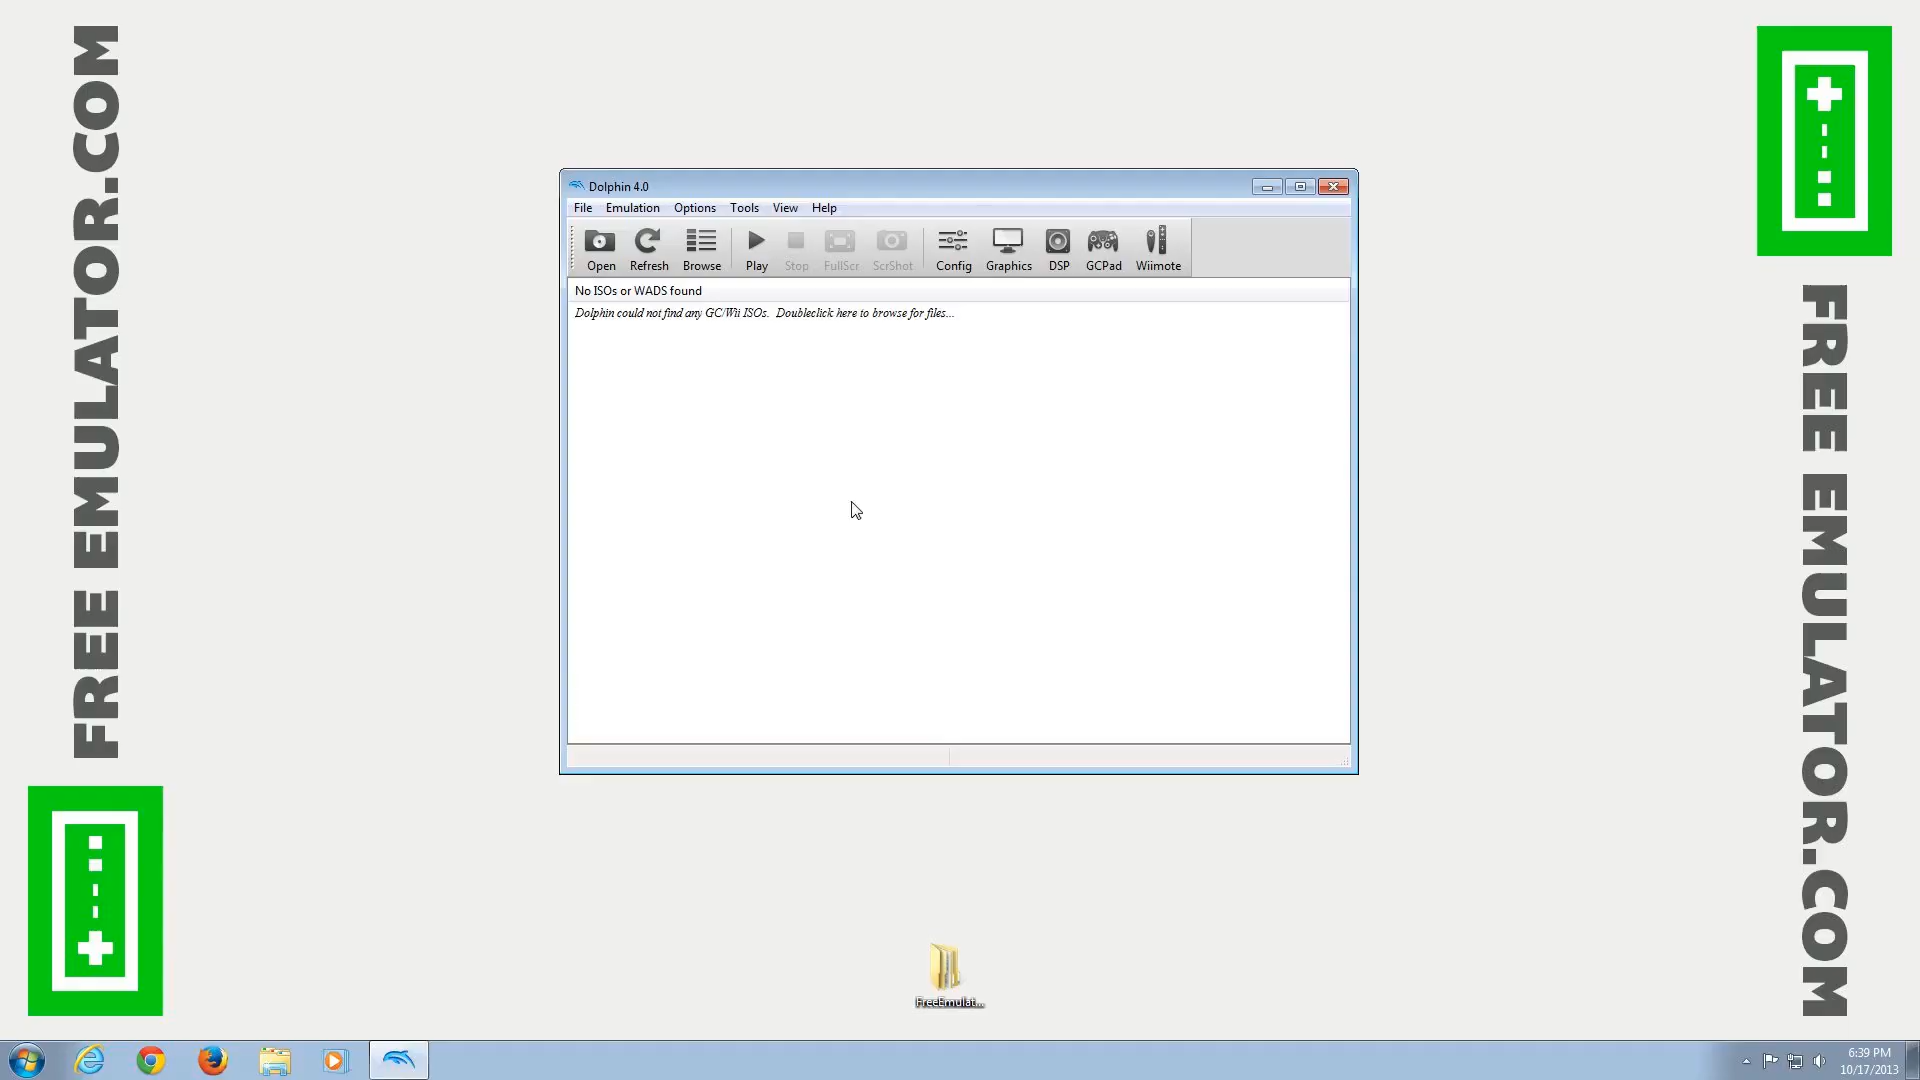 FREE EMULATOR.COM
Dolphin 4.0
File Emulation Options Tools View Help
Open Refresh Browse Play Stop FullScr ScrShot Config Graphics DSP GCPad Wiimote
No ISOs or WADS found
Dolphin could not find any GC/Wii ISOs. Doubleclick here to browse for files...
FREE EMULATOR.COM
FreeEmulat...
6:39 PM
10/17/2013